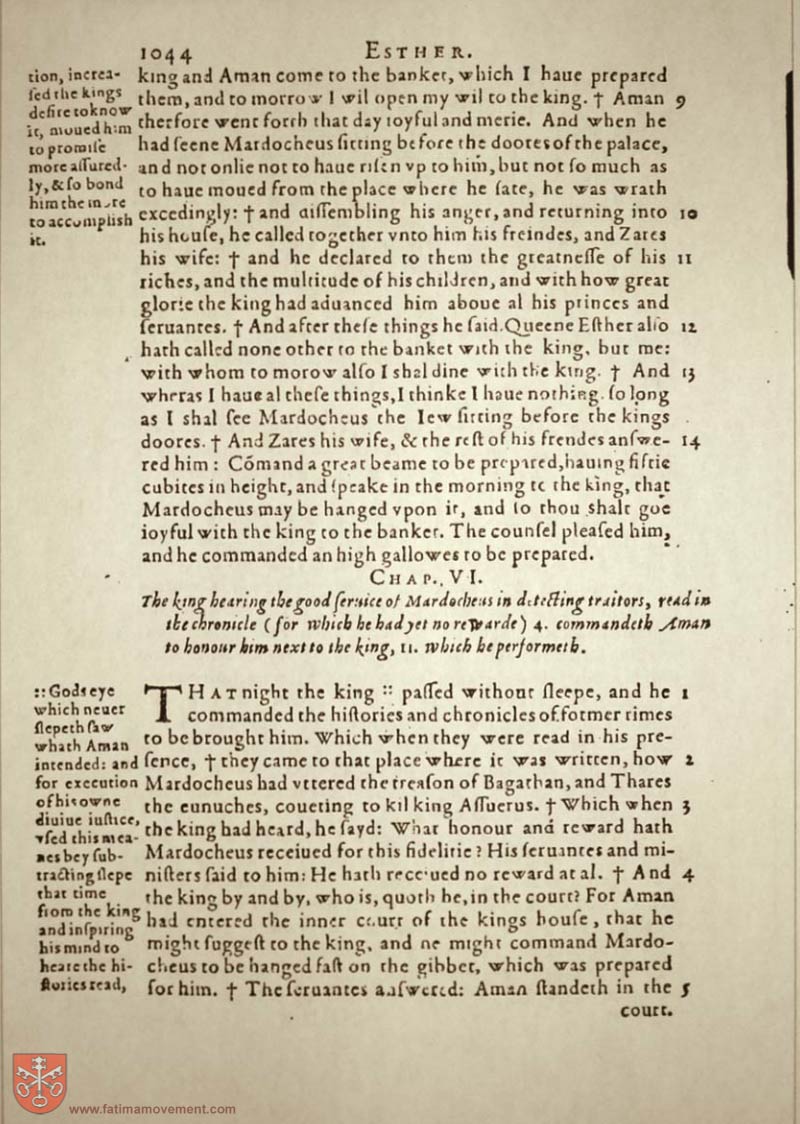 1044 ESTHER.
tion, increa-
ſed the kings
deſire to know
it, moued him
to promiſe
more aſſured-
ly, & ſo bond
him the more
to accompliſh
it.
king and Aman come to the banket, which I haue prepared
them, and to morrow I wil open my wil to the king. † Aman 9
therfore went forth that day ioyful and merie. And when he
had ſeene Mardocheus ſitting before the doores of the palace,
and not onlie not to haue riſen vp to him, but not ſo much as
to haue moued from the place where he ſate, he was wrath
excedingly: † and diſſembling his anger, and returning into 10
his houſe, he called together vnto him his freindes, and Zares
his wife: † and he declared to them the greatneſſe of his 11
riches, and the multitude of his children, and with how great
glorie the king had aduanced him aboue al his princes and
ſeruantes. † And after theſe things he ſaid. Queene Eſther alſo 12
hath called none other to the banket with the king, but me:
with whom to morow alſo I shal dine with the king. † And 13
wheras I haue al theſe things, I thinke I haue nothing, ſo long
as I shal ſee Mardocheus the Iew ſitting before the kings
doores. † And Zares his wife, & the reſt of his frendes anſwe- 14
red him: Cómand a great beame to be prepared, hauing fiftie
cubites in height, and ſpeake in the morning to the king, that
Mardocheus may be hanged vpon it, and ſo thou shalt goe
ioyful with the king to the banket. The counſel pleaſed him,
and he commanded an high gallowes to be prepared.
CHAP. VI.
The king hearing the good ſeruice of Mardocheus in detecting traitors, read in
the chronicle (for which he had yet no rewarde) 4. commandeth Aman
to honour him next to the king, 11. which he performeth.
:: Gods eye
which neuer
ſlepeth ſaw
whath Aman
intended: and
for execution
of his owne
diuiue iuſtice,
vſed this mea-
nes bey ſub-
tracting ſlepe
that time
from the king
and inſpiring
his mind to
heare the hi-
ſtories read,
THAT night the king :: paſſed without ſleepe, and he 1
commanded the hiſtories and chronicles of former times
to be brought him. Which when they were read in his pre-
ſence, † they came to that place where it was written, how 2
Mardocheus had vttered the treaſon of Bagathan, and Thares
the eunuches, coueting to kil king Aſſuerus. † Which when 3
the king had heard, he ſayd: What honour and reward hath
Mardocheus receiued for this fidelitie? His ſeruantes and mi-
niſters ſaid to him: He hath receiued no reward at al. † And 4
the king by and by, who is, quoth he, in the court? For Aman
had entered the inner court of the kings houſe, that he
might ſuggeſt to the king, and he might command Mardo-
cheus to be hanged faſt on the gibbet, which was prepared
for him. † The ſeruantes anſwered: Aman ſtandeth in the 5
court.
www.fatimamovement.com